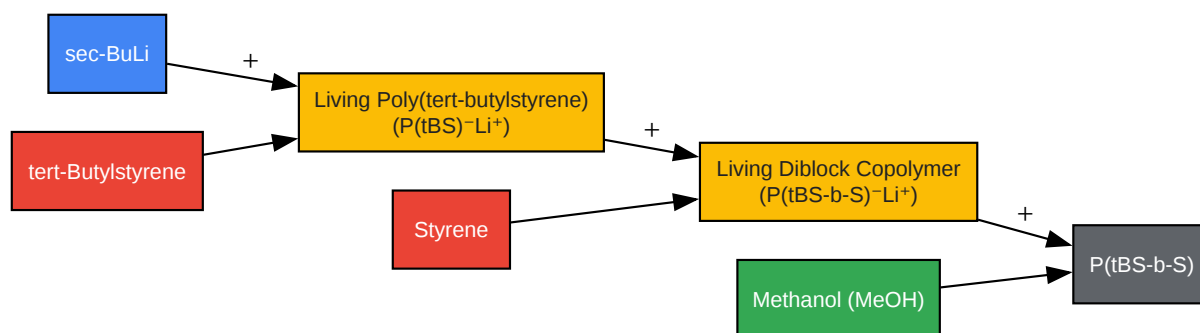 sec-BuLi
+
tert-Butylstyrene
Living Poly(tert-butylstyrene)
(P(tBS)⁻Li⁺)
+
Styrene
Living Diblock Copolymer
(P(tBS-b-S)⁻Li⁺)
+
Methanol (MeOH)
P(tBS-b-S)